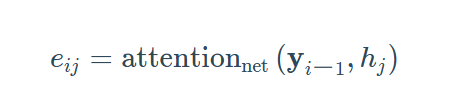 e_{ij} = attention_{net} (y_{i−1}, h_j)